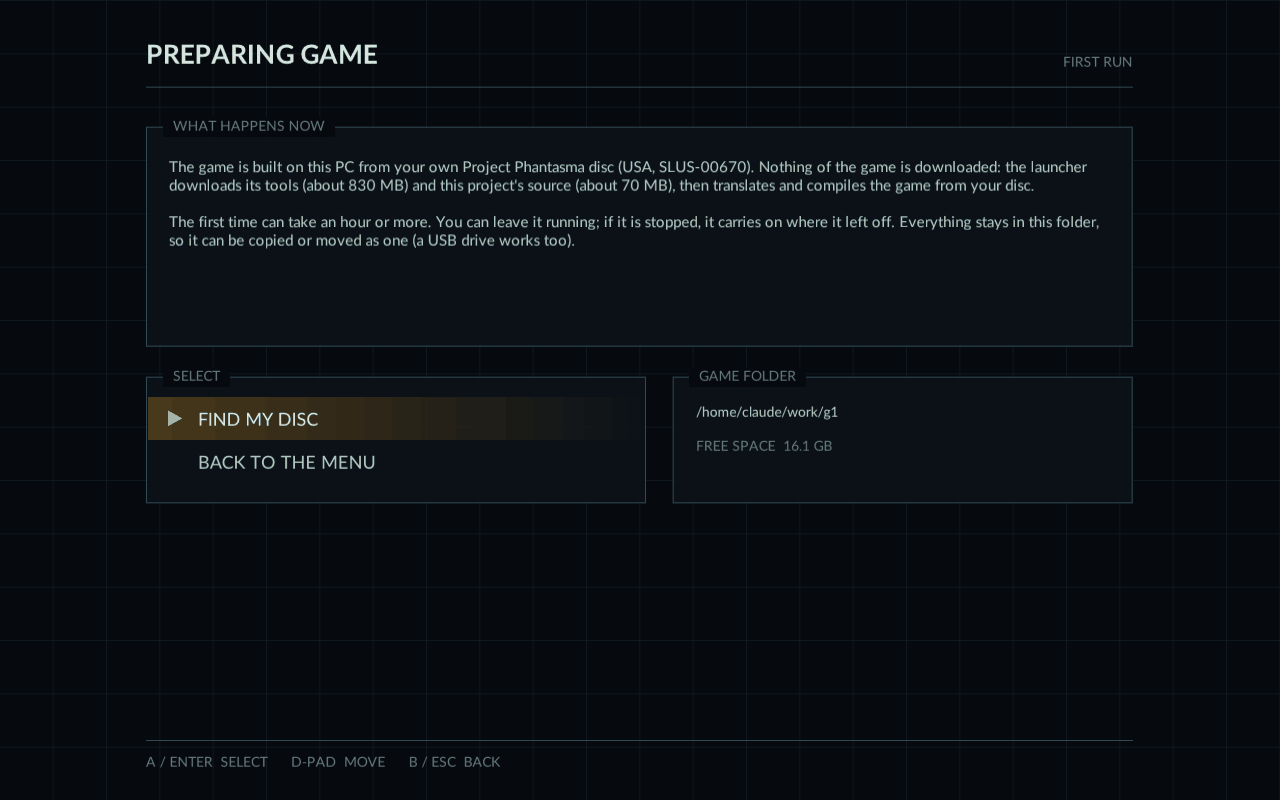 PREPARING GAME
FIRST RUN
WHAT HAPPENS NOW
The game is built on this PC from your own Project Phantasma disc (USA, SLUS-00670). Nothing of the game is downloaded: the launcher
downloads its tools (about 830 MB) and this project's source (about 70 MB), then translates and compiles the game from your disc.
The first time can take an hour or more. You can leave it running; if it is stopped, it carries on where it left off. Everything stays in this folder,
so it can be copied or moved as one (a USB drive works too).
SELECT
FIND MY DISC
BACK TO THE MENU
GAME FOLDER
/home/claude/work/g1
FREE SPACE 16.1 GB
A / ENTER SELECT D-PAD MOVE B / ESC BACK